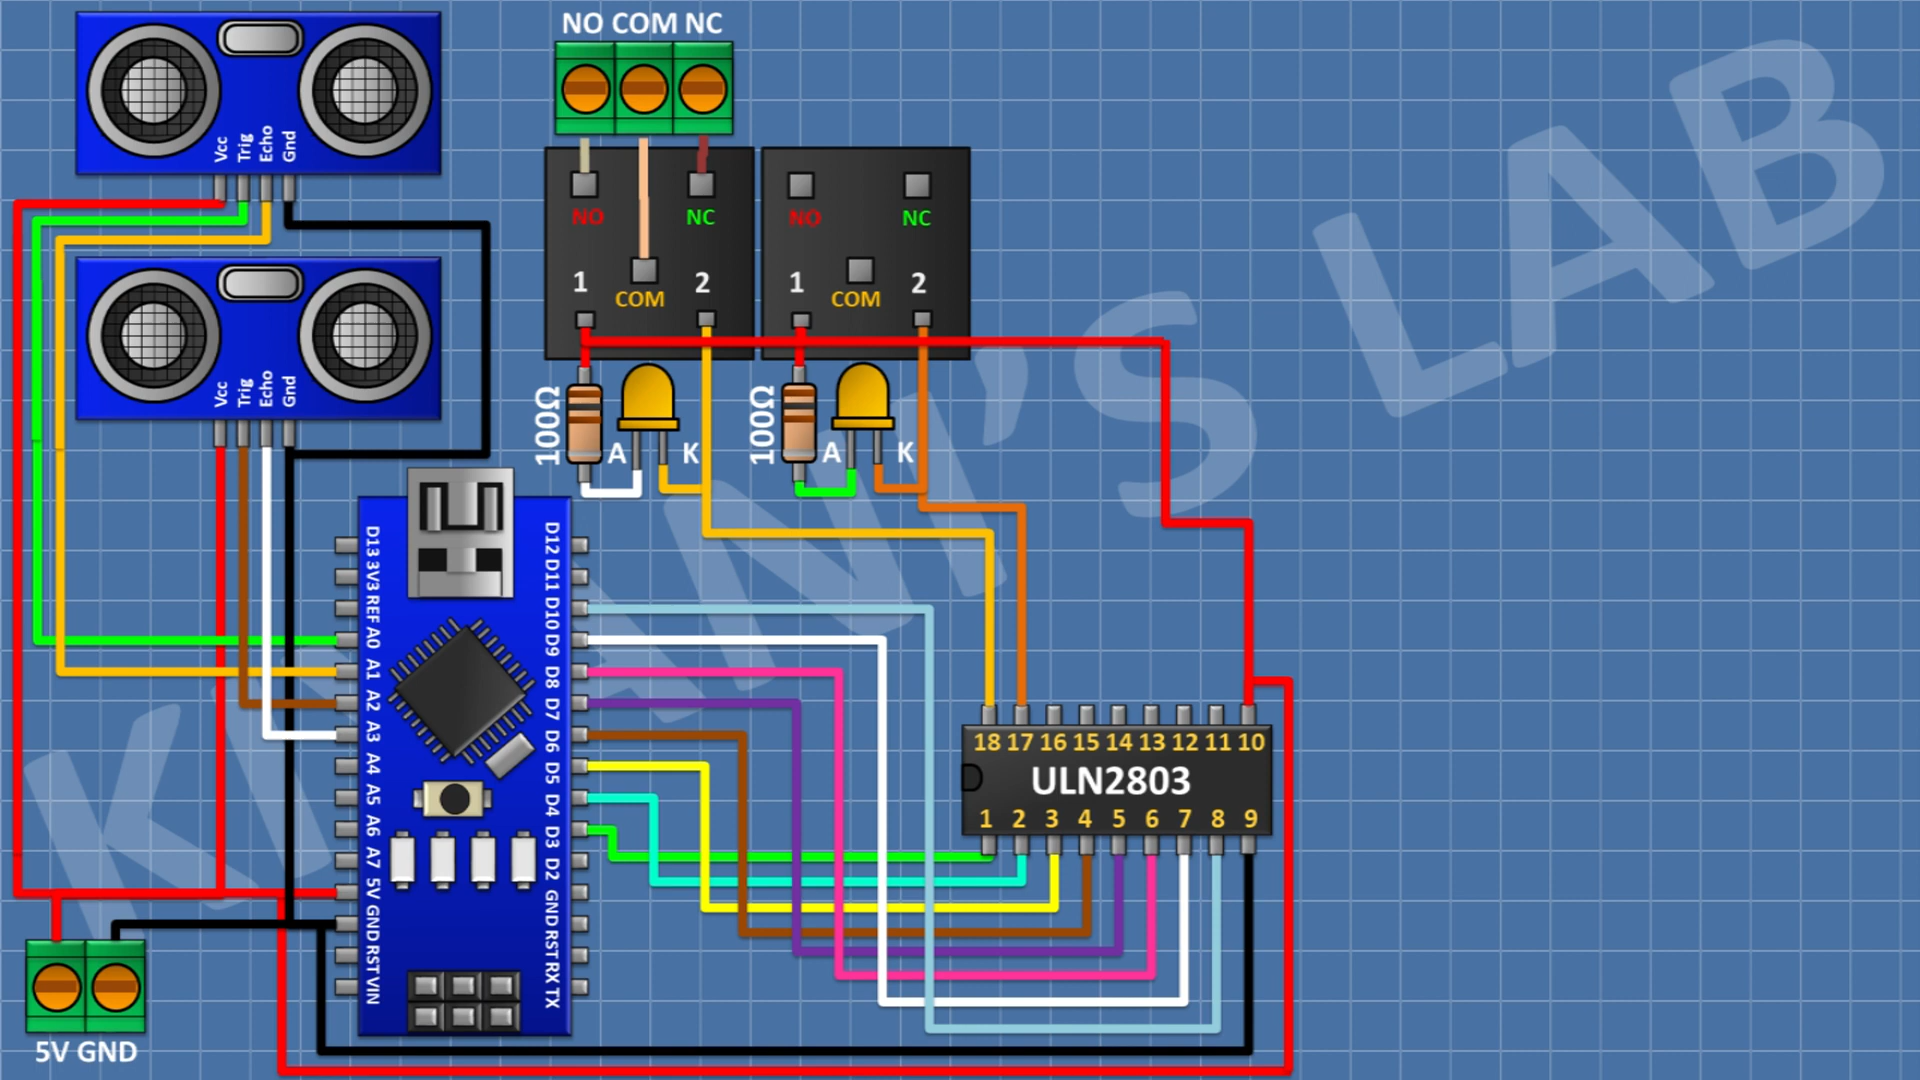 NO COM NC
Vcc Trig Echo Gnd
NO NC
1 2
COM
NO NC
1 2
COM
Vcc Trig Echo Gnd
100Ω A K
100Ω A K
KIWANI'S LAB
D13 3V3 REF A0 A1 A2 A3 A4 A5 A6 A7 5V GND RST VIN
D12 D11 D10 D9 D8 D7 D6 D5 D4 D3 D2 GND RST RX TX
18 17 16 15 14 13 12 11 10
ULN2803
1 2 3 4 5 6 7 8 9
5V GND